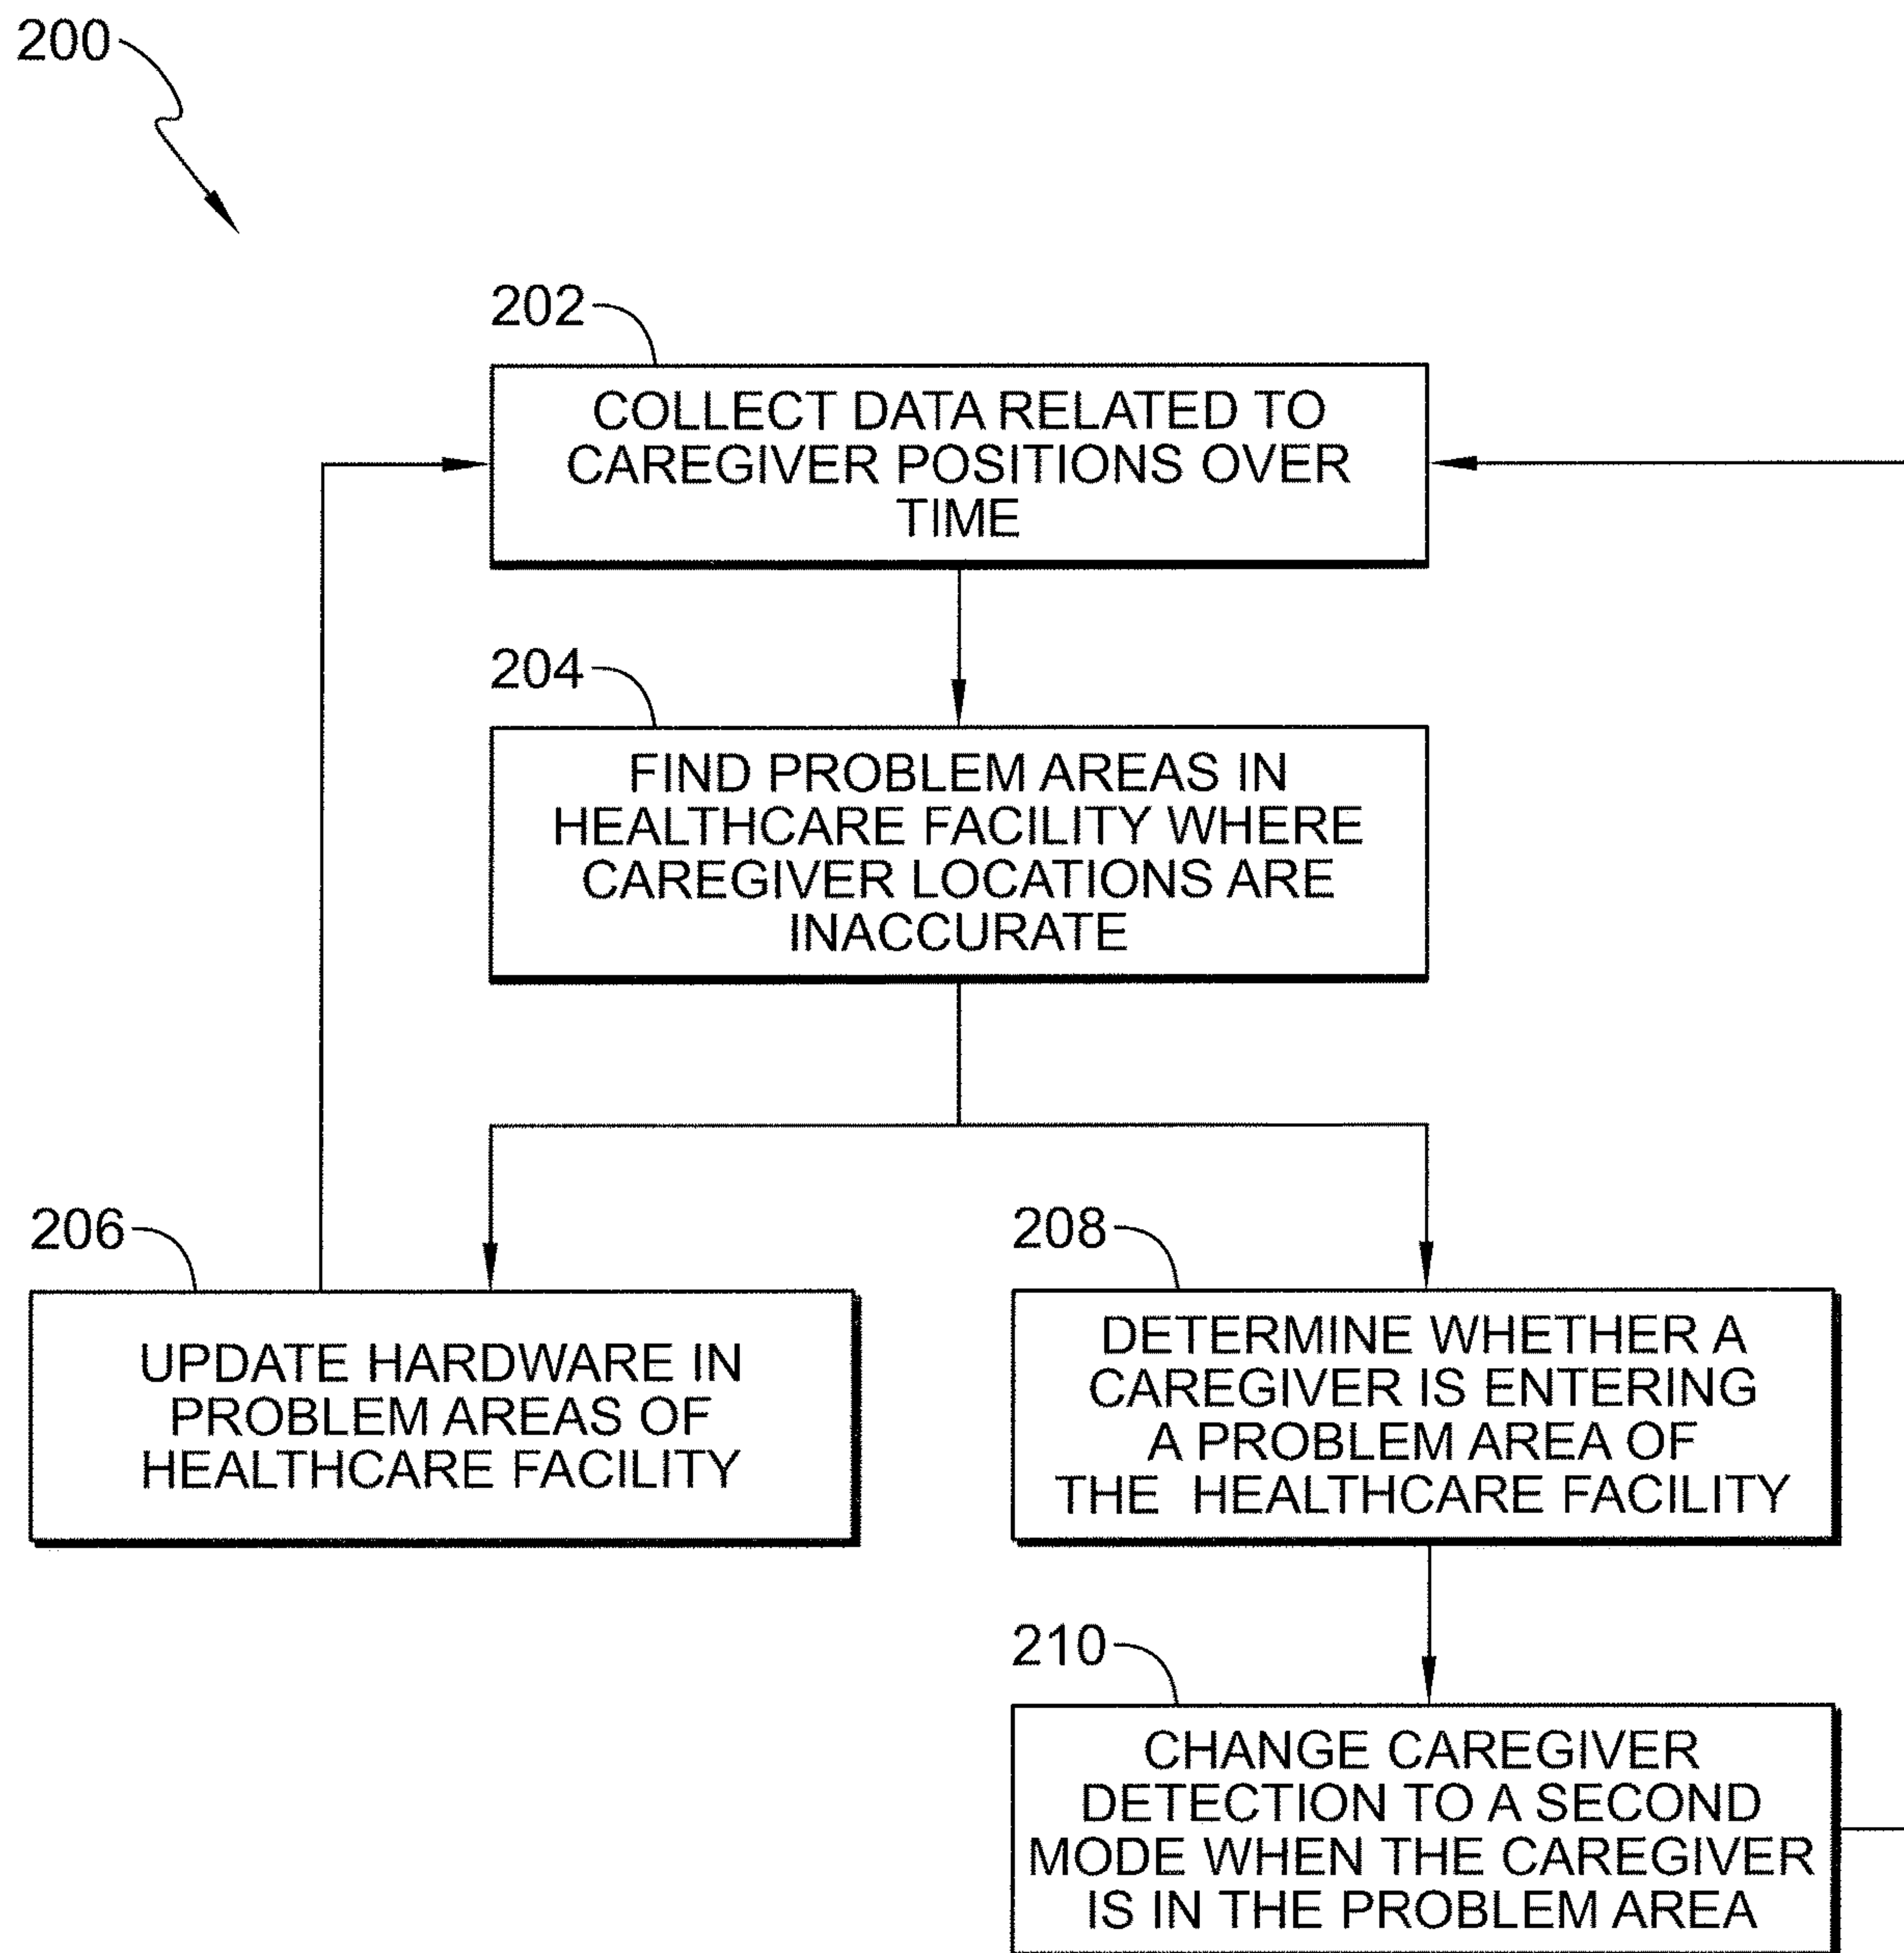 200
202
COLLECT DATA RELATED TO
CAREGIVER POSITIONS OVER
TIME
204
FIND PROBLEM AREAS IN
HEALTHCARE FACILITY WHERE
CAREGIVER LOCATIONS ARE
INACCURATE
206
UPDATE HARDWARE IN
PROBLEM AREAS OF
HEALTHCARE FACILITY
208
DETERMINE WHETHER A
CAREGIVER IS ENTERING
A PROBLEM AREA OF
THE HEALTHCARE FACILITY
210
CHANGE CAREGIVER
DETECTION TO A SECOND
MODE WHEN THE CAREGIVER
IS IN THE PROBLEM AREA